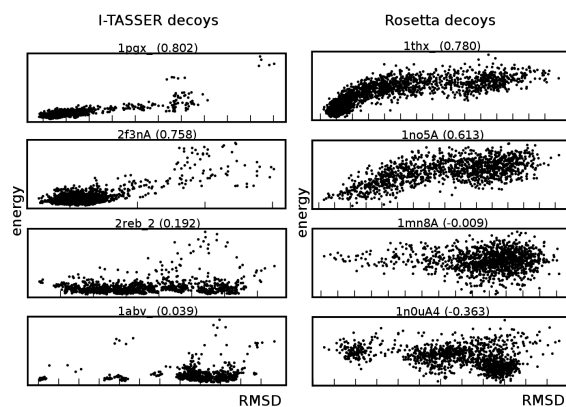 I-TASSER decoys
Rosetta decoys
1pgx_ (0.802)
1thx_ (0.780)
2f3nA (0.758)
1no5A (0.613)
2reb_2 (0.192)
1mn8A (-0.009)
1abv_ (0.039)
1n0uA4 (-0.363)
energy
energy
RMSD
RMSD